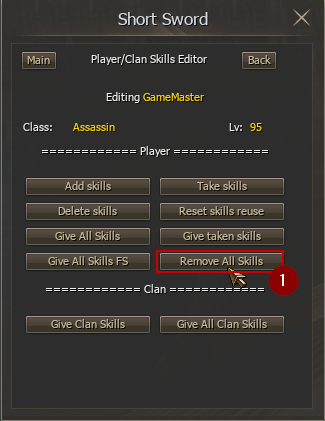 Short Sword
Main Player/Clan Skills Editor Back
Editing GameMaster
Class: Assassin Lv: 95
============ Player ============
Add skills Take skills
Delete skills Reset skills reuse
Give All Skills Give taken skills
Give All Skills FS Remove All Skills
1
============ Clan ============
Give Clan Skills Give All Clan Skills